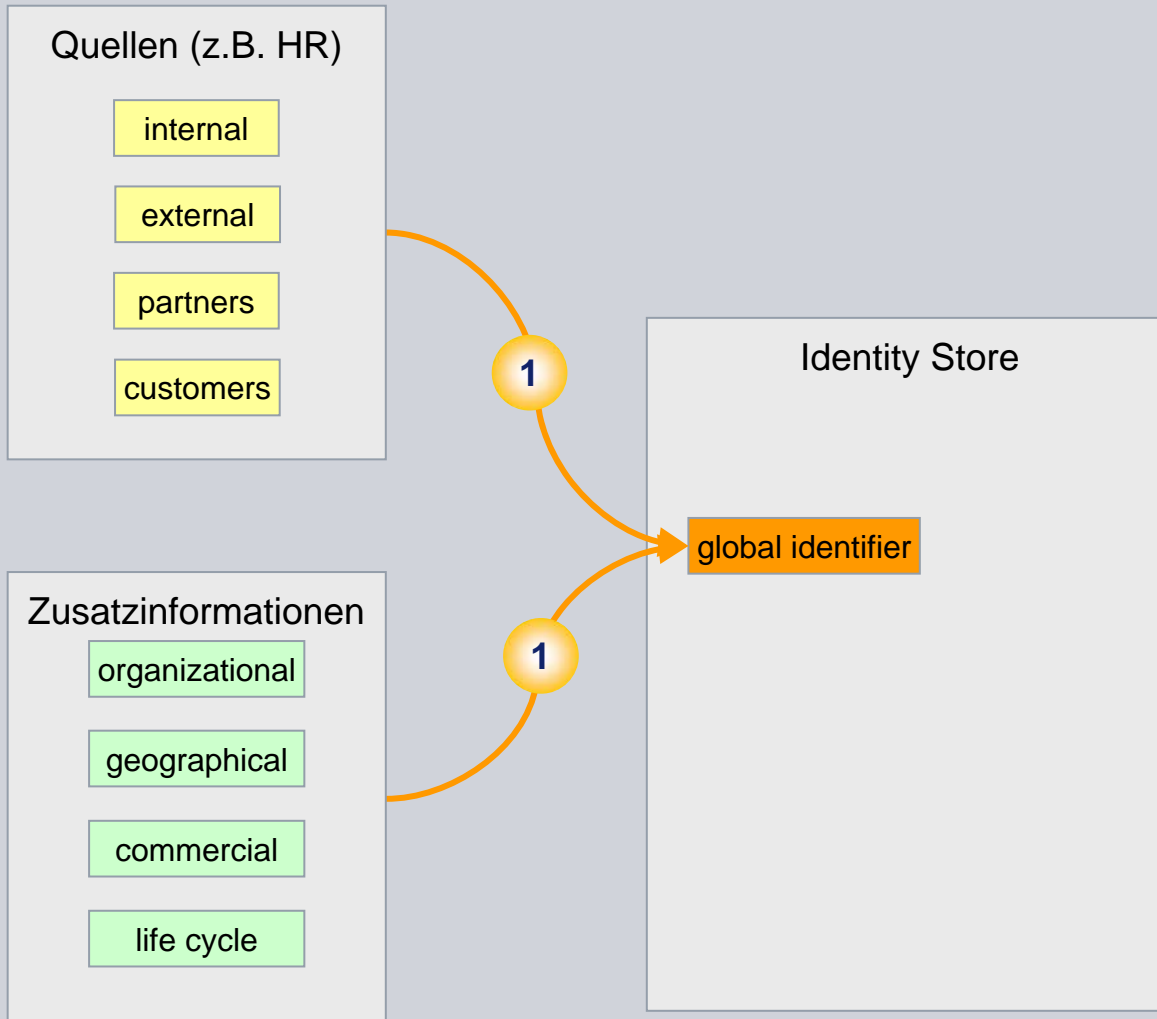 Quellen (z.B. HR)
internal
external
partners
customers
1
Identity Store
global identifier
Zusatzinformationen
organizational
geographical
commercial
life cycle
1